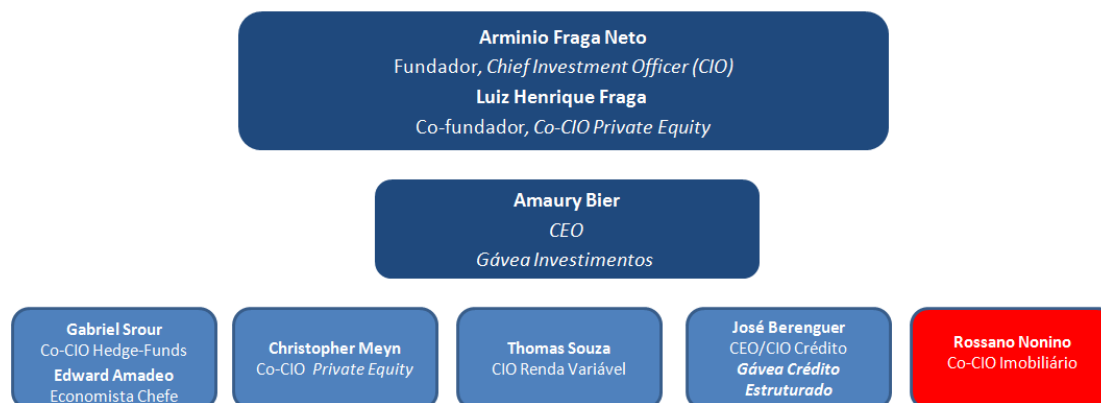 Arminio Fraga Neto
Fundador, Chief Investment Officer (CIO)
Luiz Henrique Fraga
Co-fundador, Co-CIO Private Equity
Amaury Bier
CEO
Gávea Investimentos
Gabriel Srour
Co-CIO Hedge-Funds
Edward Amadeo
Economista Chefe
Christopher Meyn
Co-CIO Private Equity
Thomas Souza
CIO Renda Variável
José Berenguer
CEO/CIO Crédito
Gávea Crédito
Estruturado
Rossano Nonino
Co-CIO Imobiliário